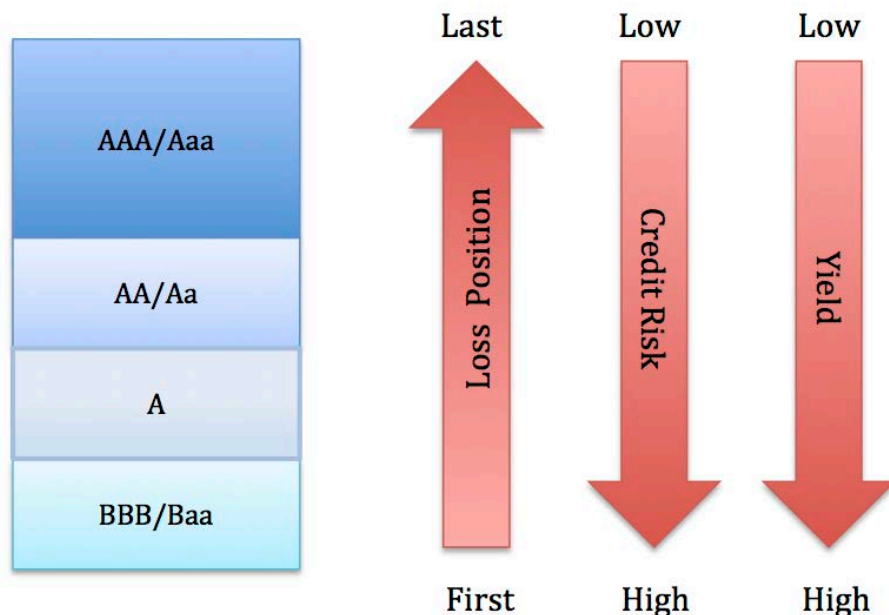 Last
Low
Low
AAA/Aaa
AA/Aa
A
BBB/Baa
Loss Position
Credit Risk
Yield
First
High
High